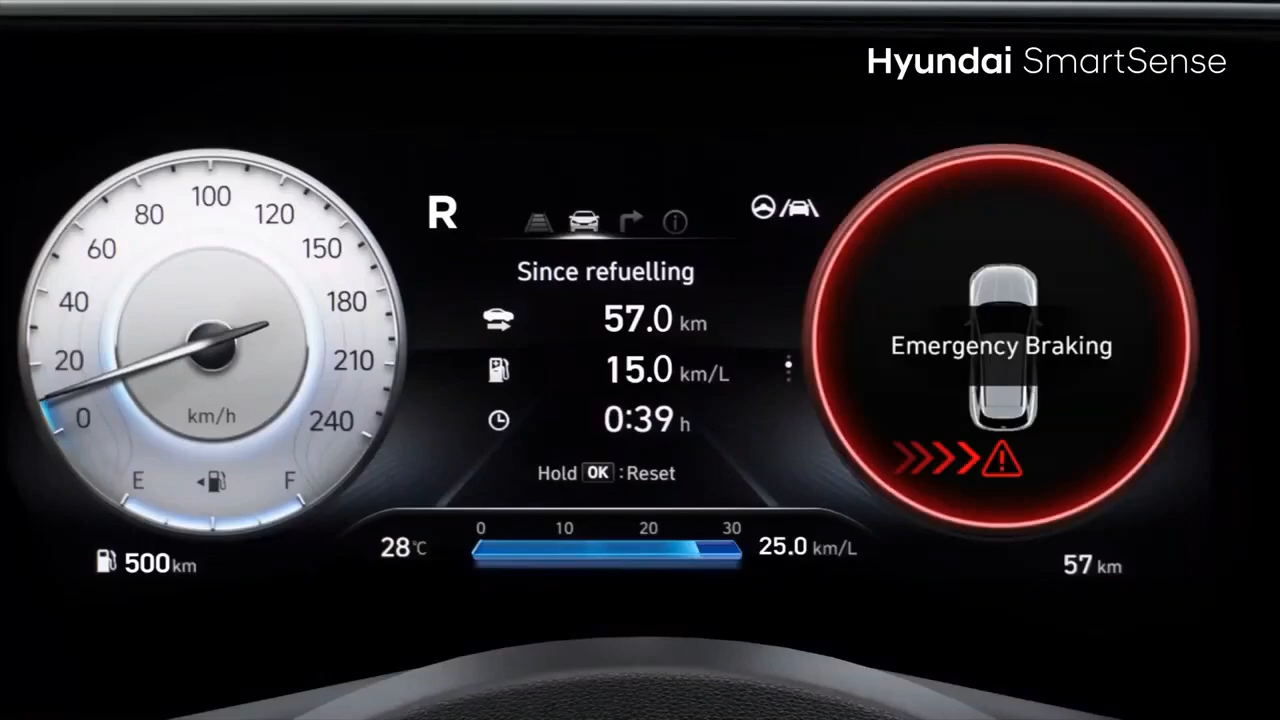 Hyundai SmartSense
100
80
120
60
150
40
180
20
210
0
240
km/h
E
F
500 km
R
Since refuelling
57.0 km
15.0 km/L
0:39 h
Hold OK : Reset
0 10 20 30
28°C
25.0 km/L
Emergency Braking
57 km